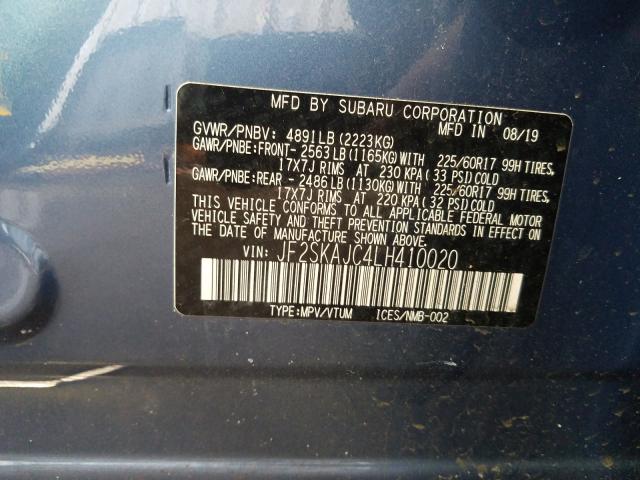 MFD BY SUBARU CORPORATION
MFD IN 08/19
GVWR/PNBV: 4891LB(2223KG)
GAWR/PNBE:FRONT- 2563LB(1165KG)WITH 225/60R17 99H TIRES,
17X7J RIMS AT 230 KPA( 33 PSI)COLD
GAWR/PNBE:REAR - 2486LB(1130KG)WITH 225/60R17 99H TIRES,
17X7J RIMS AT 220 KPA( 32 PSI)COLD
THIS VEHICLE CONFORMS TO ALL APPLICABLE FEDERAL MOTOR
VEHICLE SAFETY AND THEFT PREVENTION STANDARDS IN EFFECT ON
THE DATE OF MANUFACTURE SHOWN ABOVE.
VIN: JF2SKAJC4LH410020
TYPE:MPV/VTUM ICES/NMB-002